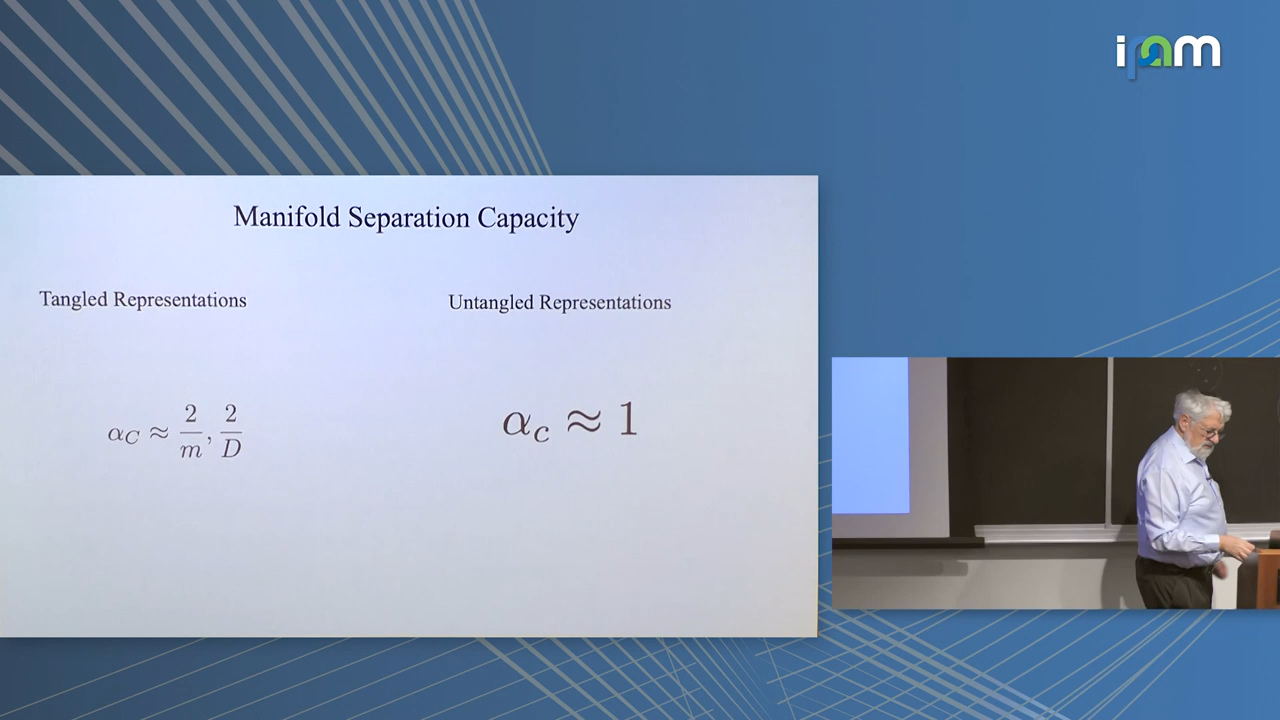 ipam
Manifold Separation Capacity
Tangled Representations
Untangled Representations
α_C ≈ 2/m, 2/D
α_c ≈ 1